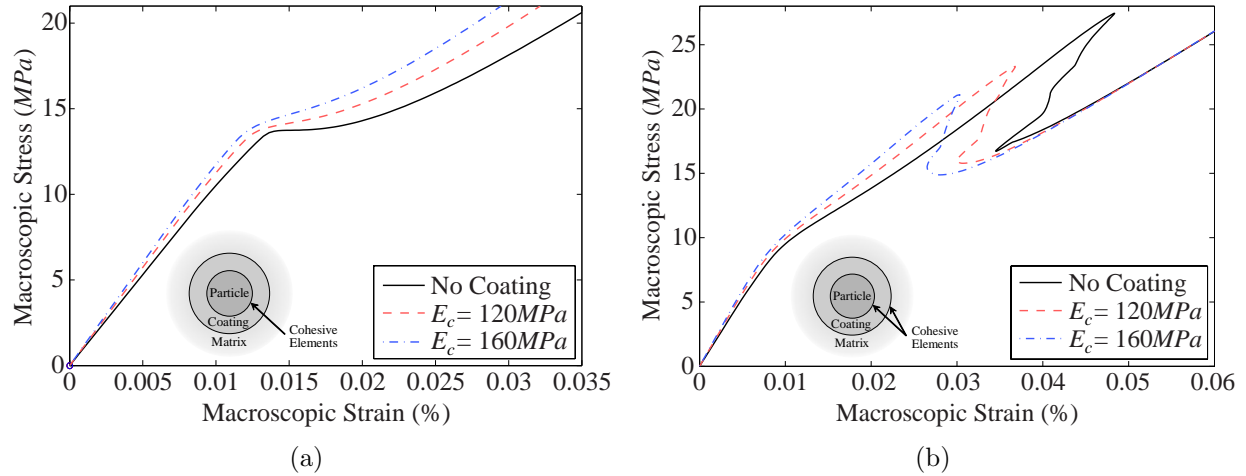 Macroscopic Stress (MPa)
20
15
10
5
0
Particle
Coating
Matrix
Cohesive
Elements
No Coating
E_c= 120MPa
E_c= 160MPa
0 0.005 0.01 0.015 0.02 0.025 0.03 0.035
Macroscopic Strain (%)
(a)
Macroscopic Stress (MPa)
25
20
15
10
5
0
Particle
Coating
Matrix
Cohesive
Elements
No Coating
E_c= 120MPa
E_c= 160MPa
0 0.01 0.02 0.03 0.04 0.05 0.06
Macroscopic Strain (%)
(b)